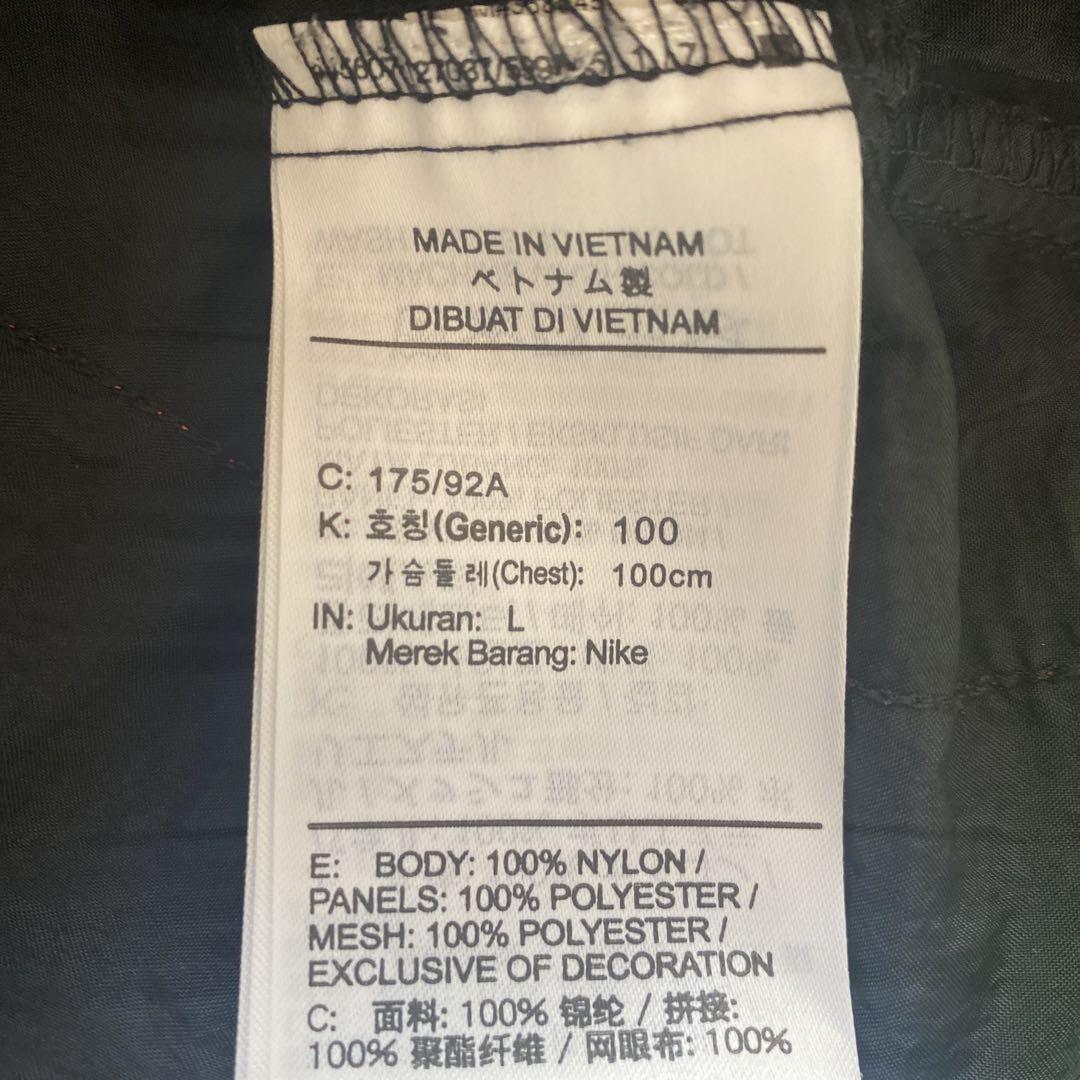 MADE IN VIETNAM
ベトナム製
DIBUAT DI VIETNAM
C: 175/92A
K: 호칭(Generic): 100
가슴둘레(Chest): 100cm
IN: Ukuran: L
Merek Barang: Nike
E: BODY: 100% NYLON /
PANELS: 100% POLYESTER /
MESH: 100% POLYESTER /
EXCLUSIVE OF DECORATION
C: 面料: 100% 锦纶 / 拼接:
100% 聚酯纤维 / 网眼布: 100%